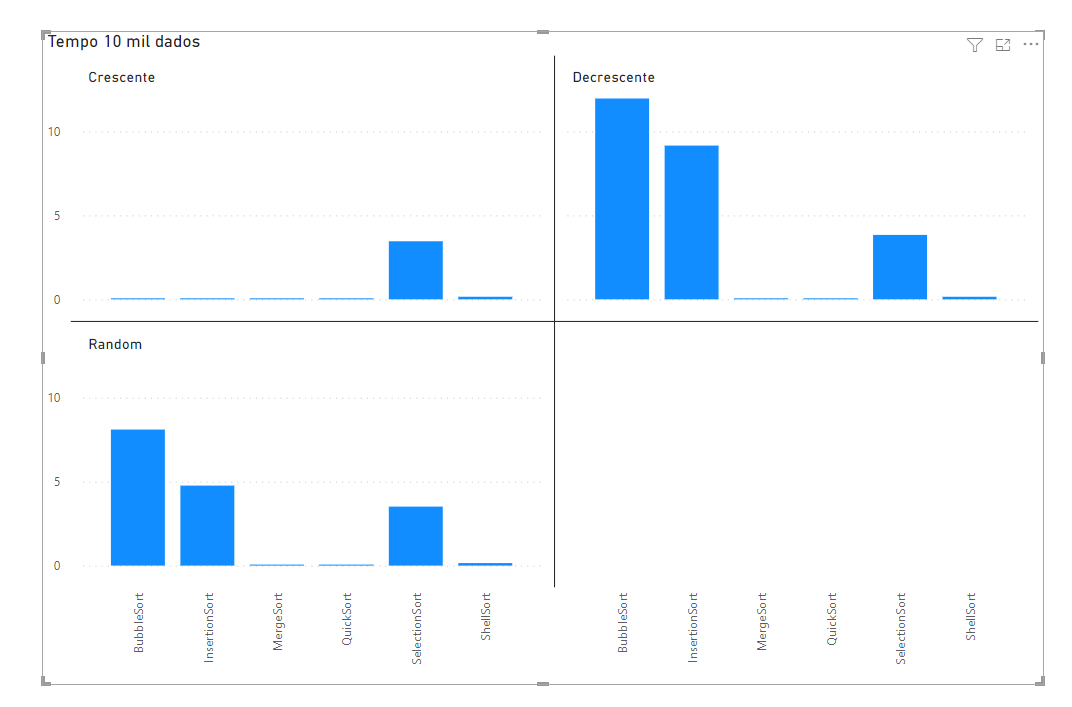 Tempo 10 mil dados
Crescente
Decrescente
10
5
0
Random
10
5
0
BubbleSort
InsertionSort
MergeSort
QuickSort
SelectionSort
ShellSort
BubbleSort
InsertionSort
MergeSort
QuickSort
SelectionSort
ShellSort